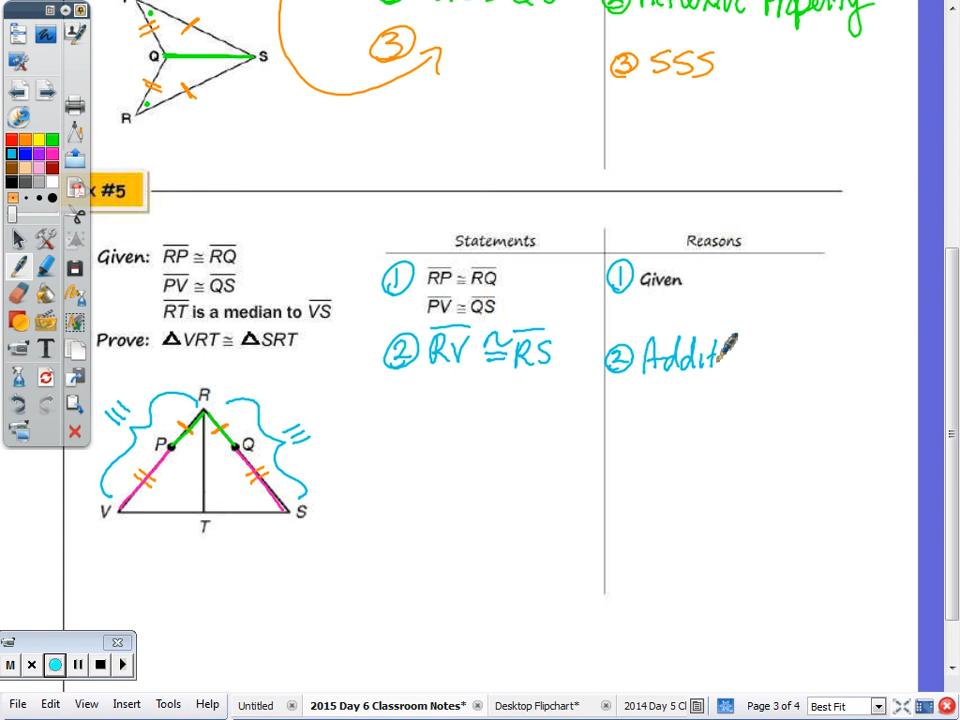 Property
Q
S
③
③ SSS
R
x #5
Given: RP ≅ RQ
PV ≅ QS
RT is a median to VS
Prove: △VRT ≅ △SRT
Statements
Reasons
① RP ≅ RQ
① Given
PV ≅ QS
② RV ≅ RS
② Addit
R
P
Q
V
S
T
T
M
File Edit View Insert Tools Help
Untitled
2015 Day 6 Classroom Notes*
Desktop Flipchart*
2014 Day 5 Cl
Page 3 of 4
Best Fit